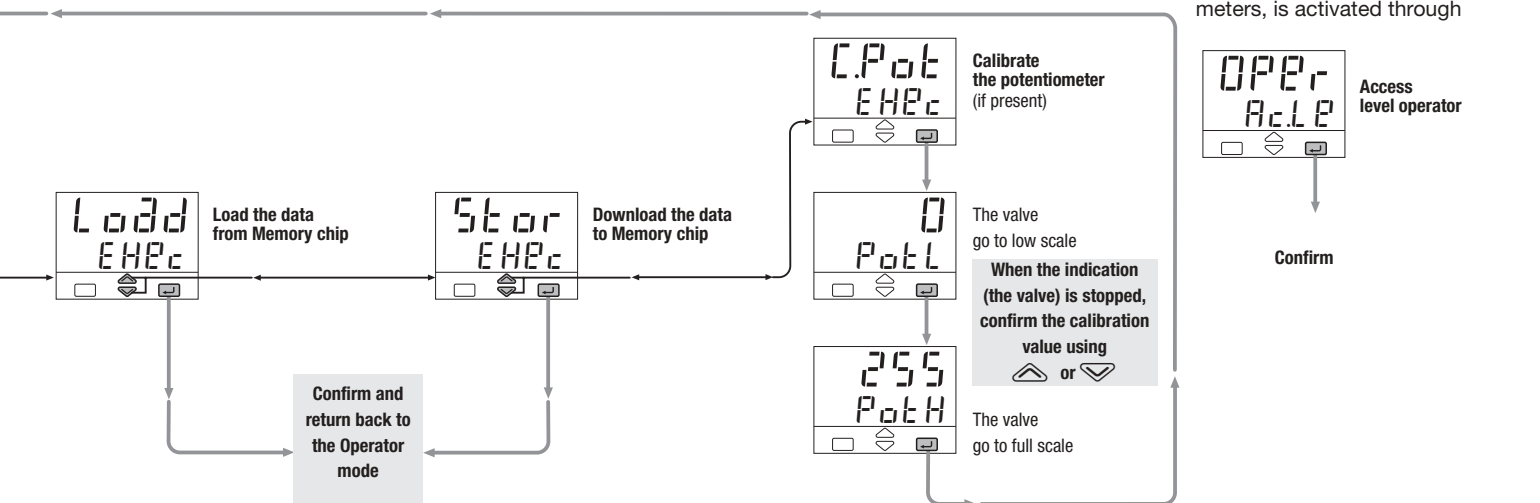 meters, is activated through
C.Pot
EHEc
Calibrate
the potentiometer
(if present)
OPEr
Ac.LE
Access
level operator
Confirm
Load
EHEc
Load the data
from Memory chip
Stor
EHEc
Download the data
to Memory chip
0
PotL
The valve
go to low scale
When the indication
(the valve) is stopped,
confirm the calibration
value using
or
255
PotH
The valve
go to full scale
Confirm and
return back to
the Operator
mode